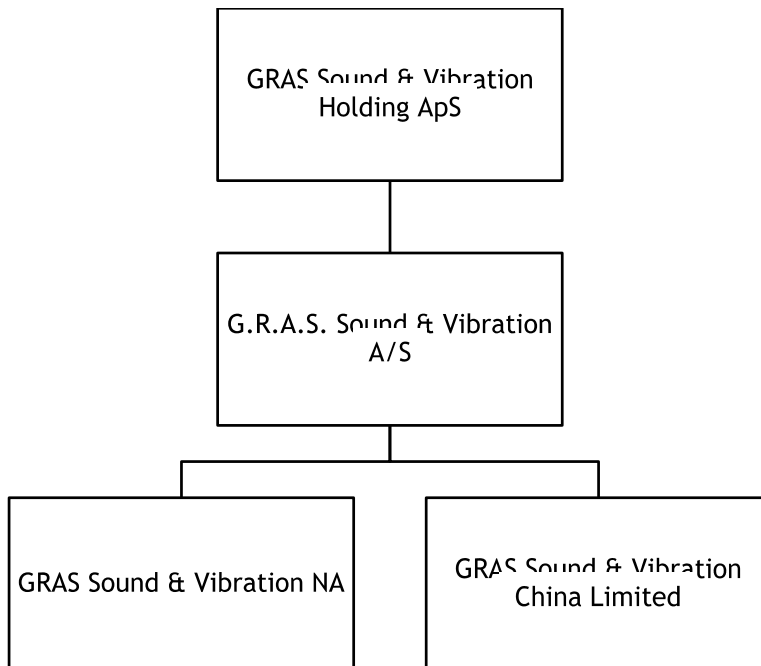 GRAS Sound & Vibration
Holding ApS
G.R.A.S. Sound & Vibration
A/S
GRAS Sound & Vibration NA
GRAS Sound & Vibration
China Limited